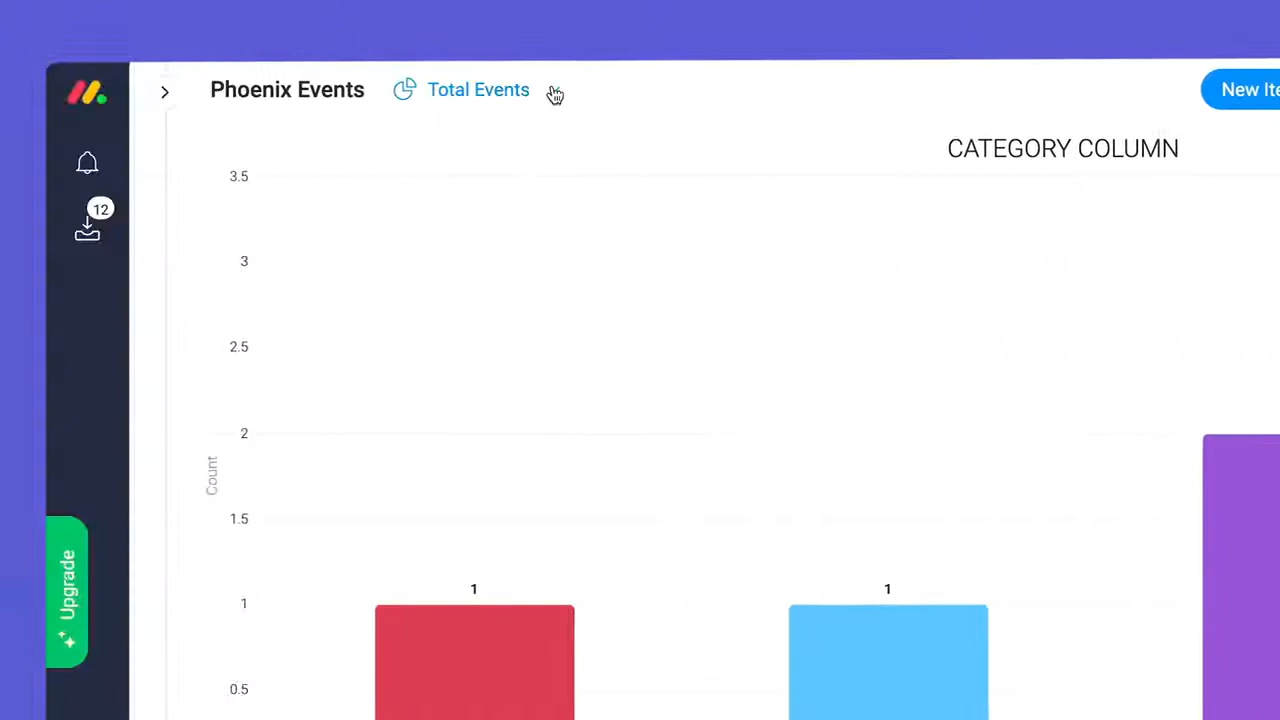 Phoenix Events
Total Events
New Ite
CATEGORY COLUMN
12
3.5
3
2.5
2
1.5
1
0.5
Count
1
1
Upgrade